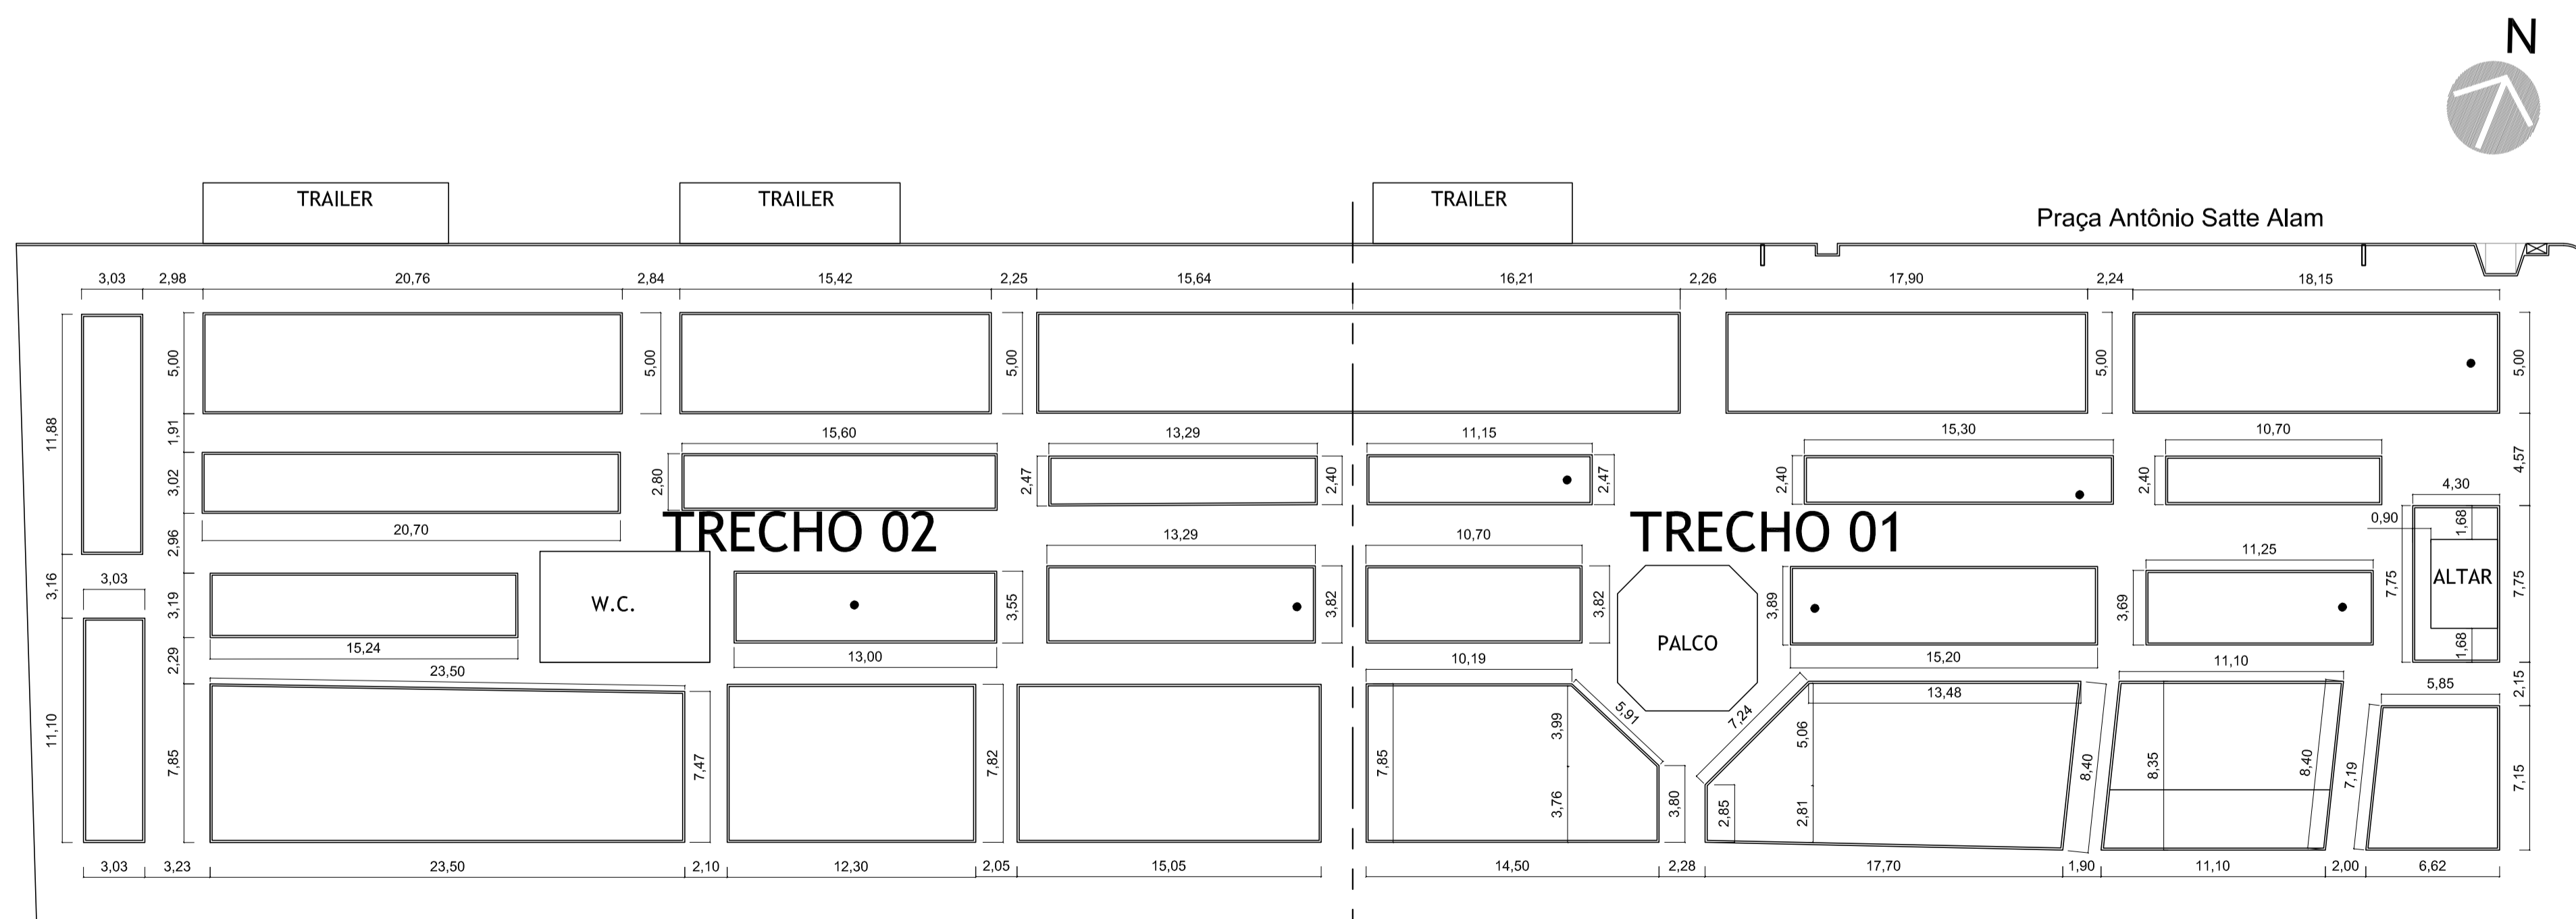 N
TRAILER TRAILER TRAILER
Praça Antônio Satte Alam
3,03 2,98 20,76 2,84 15,42 2,25 15,64 16,21 2,26 17,90 2,24 18,15
11,88 5,00 5,00 5,00 5,00 5,00
1,91 15,60 13,29 11,15 15,30 10,70 4,57
3,02 2,80 2,47 2,40 2,47 2,40 2,40
4,30
0,90 1,68
20,70
TRECHO 02 TRECHO 01
2,96 13,29 10,70 11,25
3,16 3,03
3,19 W.C. 3,55 3,82 3,82 3,89 3,69 7,75 ALTAR 7,75
PALCO
1,68
15,24 13,00 15,20
2,29 23,50 10,19 11,10
13,48 5,85 2,15
5,91 7,24
11,10 7,85 7,47 7,82 7,85 3,99 5,06 8,40 8,35 8,40 7,19 7,15
3,76 3,80 2,85 2,81
3,03 3,23 23,50 2,10 12,30 2,05 15,05 14,50 2,28 17,70 1,90 11,10 2,00 6,62